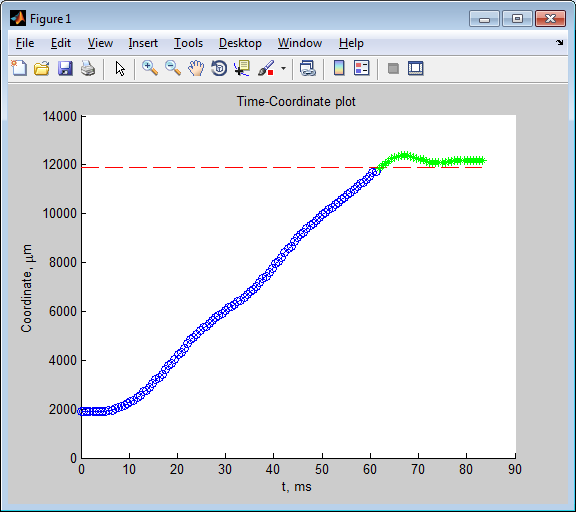 Figure 1
File Edit View Insert Tools Desktop Window Help
Time-Coordinate plot
14000
12000
10000
8000
6000
4000
2000
0
Coordinate, μm
0 10 20 30 40 50 60 70 80 90
t, ms